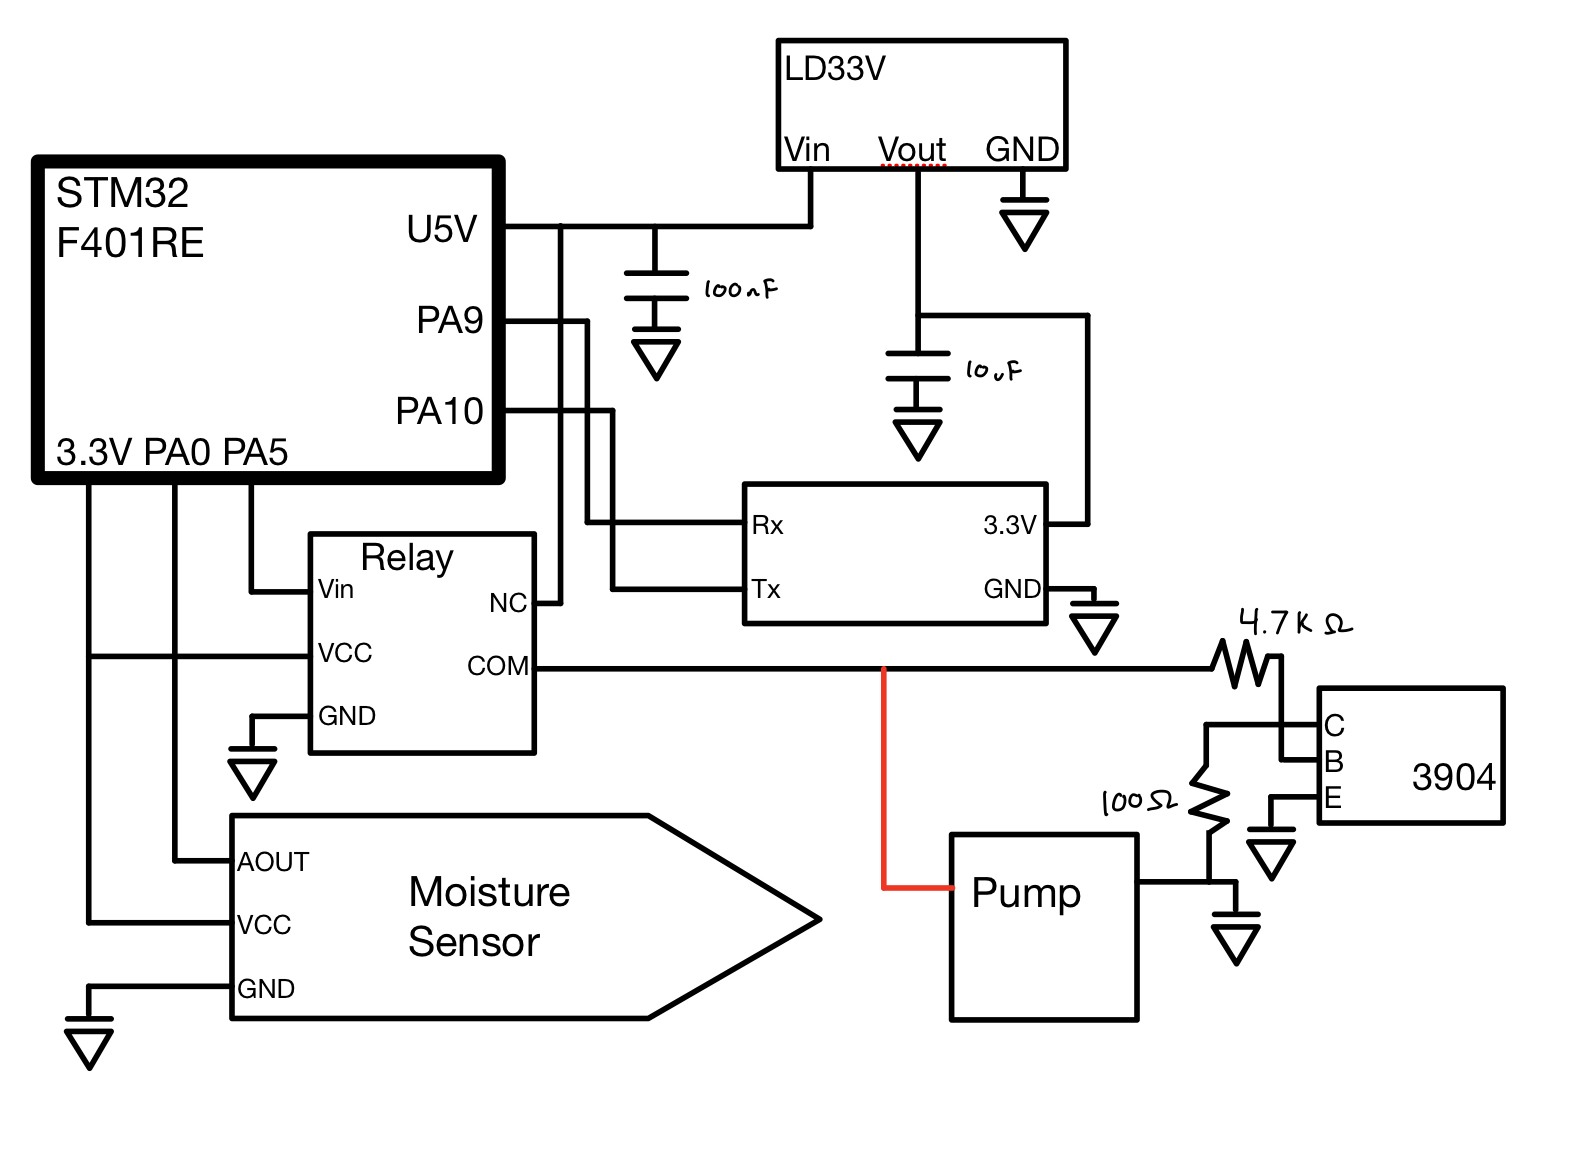 LD33V
Vin Vout GND
STM32
F401RE
U5V
PA9
PA10
3.3V PA0 PA5
100nF
10uF
Relay
Vin
VCC
GND
NC
COM
Rx
Tx
3.3V
GND
4.7K Ω
C
B
E
3904
100Ω
AOUT
VCC
GND
Moisture
Sensor
Pump